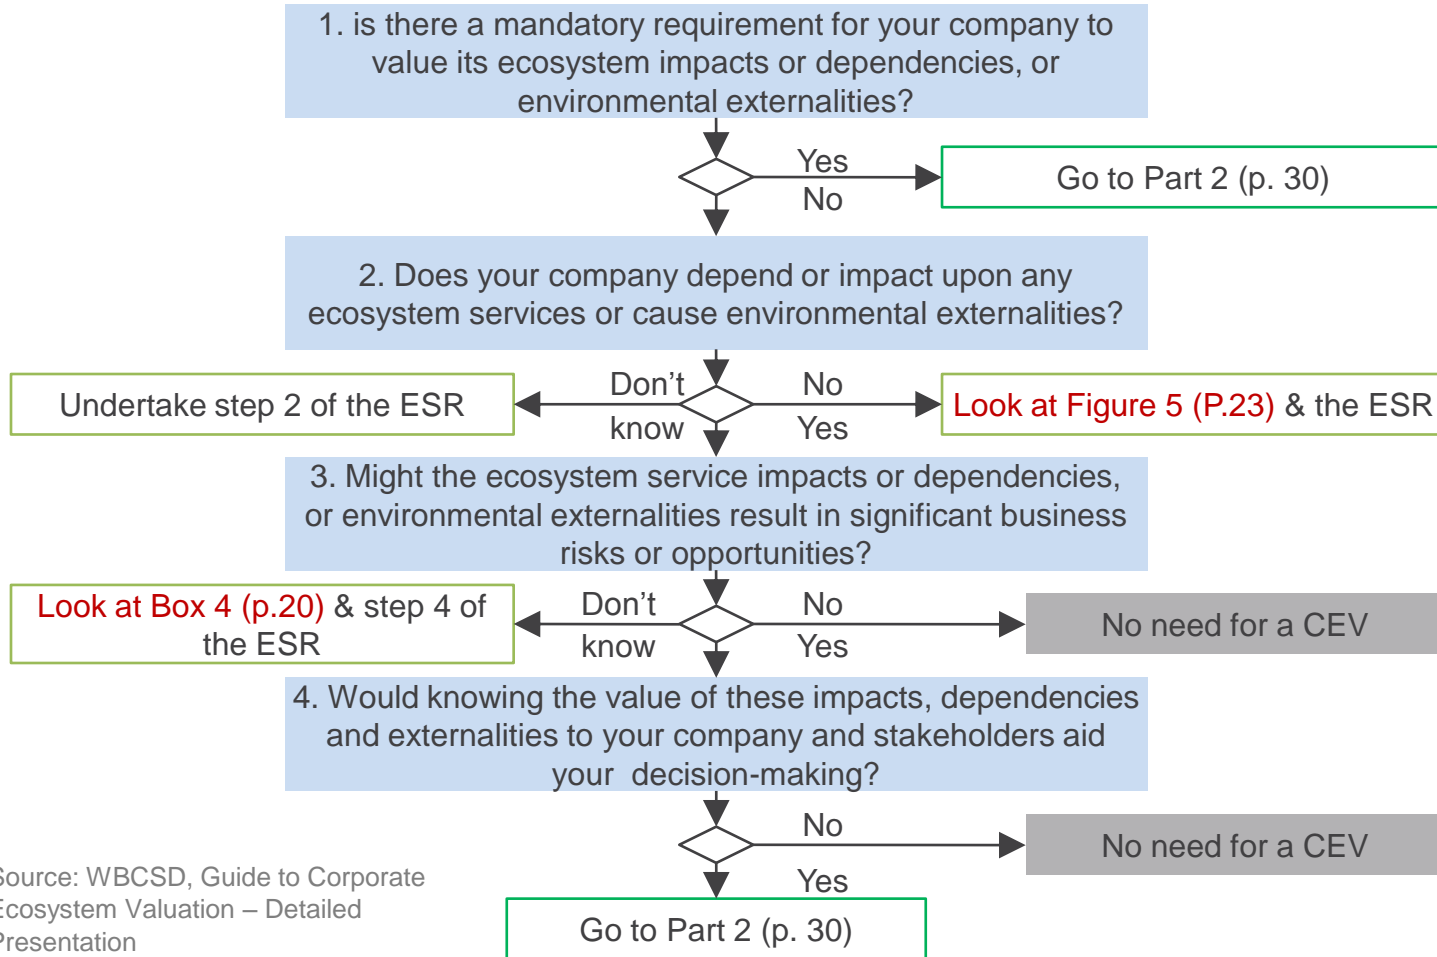 1. is there a mandatory requirement for your company to
value its ecosystem impacts or dependencies, or
environmental externalities?
Yes
Go to Part 2 (p. 30)
No
2. Does your company depend or impact upon any
ecosystem services or cause environmental externalities?
Undertake step 2 of the ESR
Don't
know
No
Yes
Look at Figure 5 (P.23) & the ESR
3. Might the ecosystem service impacts or dependencies,
or environmental externalities result in significant business
risks or opportunities?
Look at Box 4 (p.20) & step 4 of
the ESR
Don't
know
No
Yes
No need for a CEV
4. Would knowing the value of these impacts, dependencies
and externalities to your company and stakeholders aid
your decision-making?
No
No need for a CEV
Yes
Go to Part 2 (p. 30)
Source: WBCSD, Guide to Corporate
Ecosystem Valuation – Detailed
Presentation